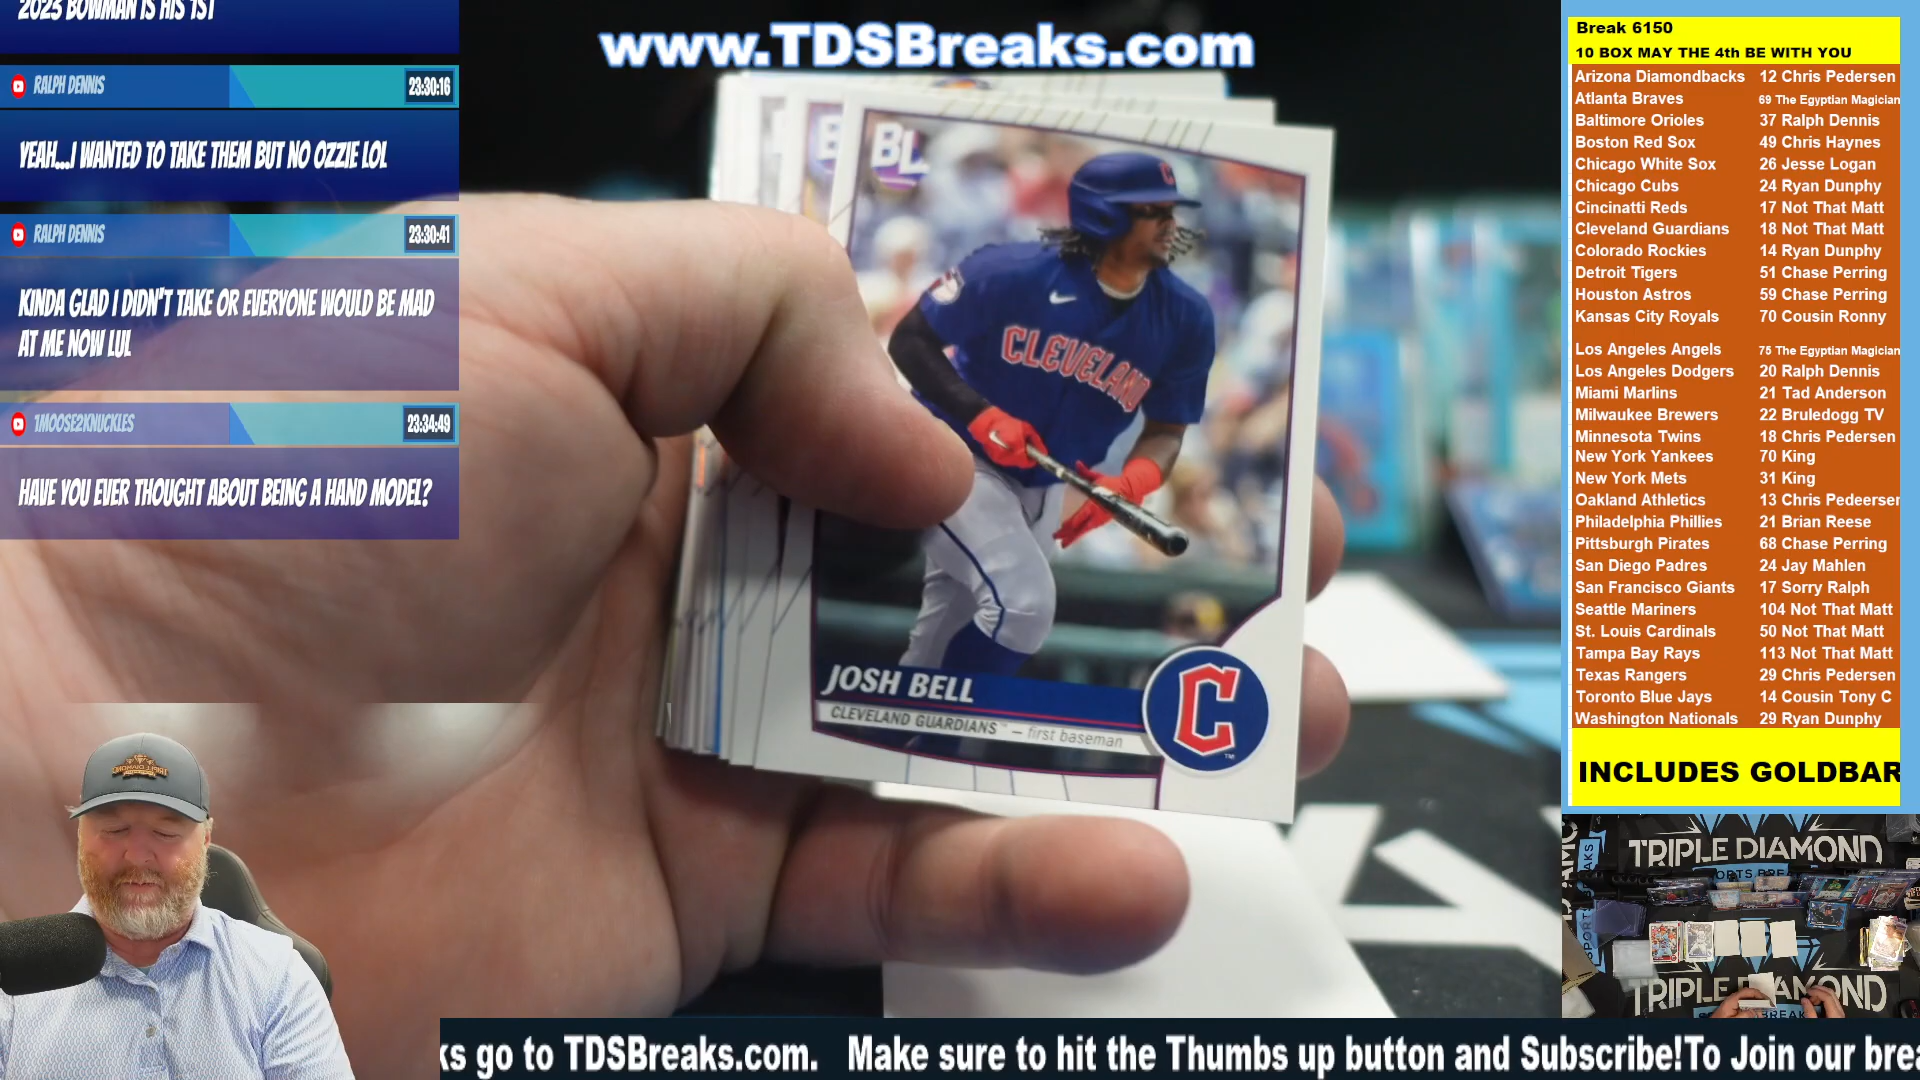 2023 BOWMAN IS HIS 1ST
RALPH DENNIS
23:30:16
YEAH...I WANTED TO TAKE THEM BUT NO OZZIE LOL
RALPH DENNIS
23:30:41
KINDA GLAD I DIDN'T TAKE OR EVERYONE WOULD BE MAD
AT ME NOW LUL
1MOOSE2KNUCKLES
23:34:49
HAVE YOU EVER THOUGHT ABOUT BEING A HAND MODEL?
www.TDSBreaks.com
BL
CLEVELAND
JOSH BELL
CLEVELAND GUARDIANS™ — first baseman
C
Break 6150
10 BOX MAY THE 4th BE WITH YOU
Arizona Diamondbacks 12 Chris Pedersen
Atlanta Braves 69 The Egyptian Magician
Baltimore Orioles 37 Ralph Dennis
Boston Red Sox 49 Chris Haynes
Chicago White Sox 26 Jesse Logan
Chicago Cubs 24 Ryan Dunphy
Cincinatti Reds 17 Not That Matt
Cleveland Guardians 18 Not That Matt
Colorado Rockies 14 Ryan Dunphy
Detroit Tigers 51 Chase Perring
Houston Astros 59 Chase Perring
Kansas City Royals 70 Cousin Ronny
Los Angeles Angels 75 The Egyptian Magician
Los Angeles Dodgers 20 Ralph Dennis
Miami Marlins 21 Tad Anderson
Milwaukee Brewers 22 Bruledogg TV
Minnesota Twins 18 Chris Pedersen
New York Yankees 70 King
New York Mets 31 King
Oakland Athletics 13 Chris Pedeersen
Philadelphia Phillies 21 Brian Reese
Pittsburgh Pirates 68 Chase Perring
San Diego Padres 24 Jay Mahlen
San Francisco Giants 17 Sorry Ralph
Seattle Mariners 104 Not That Matt
St. Louis Cardinals 50 Not That Matt
Tampa Bay Rays 113 Not That Matt
Texas Rangers 29 Chris Pedersen
Toronto Blue Jays 14 Cousin Tony C
Washington Nationals 29 Ryan Dunphy
INCLUDES GOLDBAR
TRIPLE DIAMOND
SPORTS BREAKS
ks go to TDSBreaks.com. Make sure to hit the Thumbs up button and Subscribe!To Join our brea